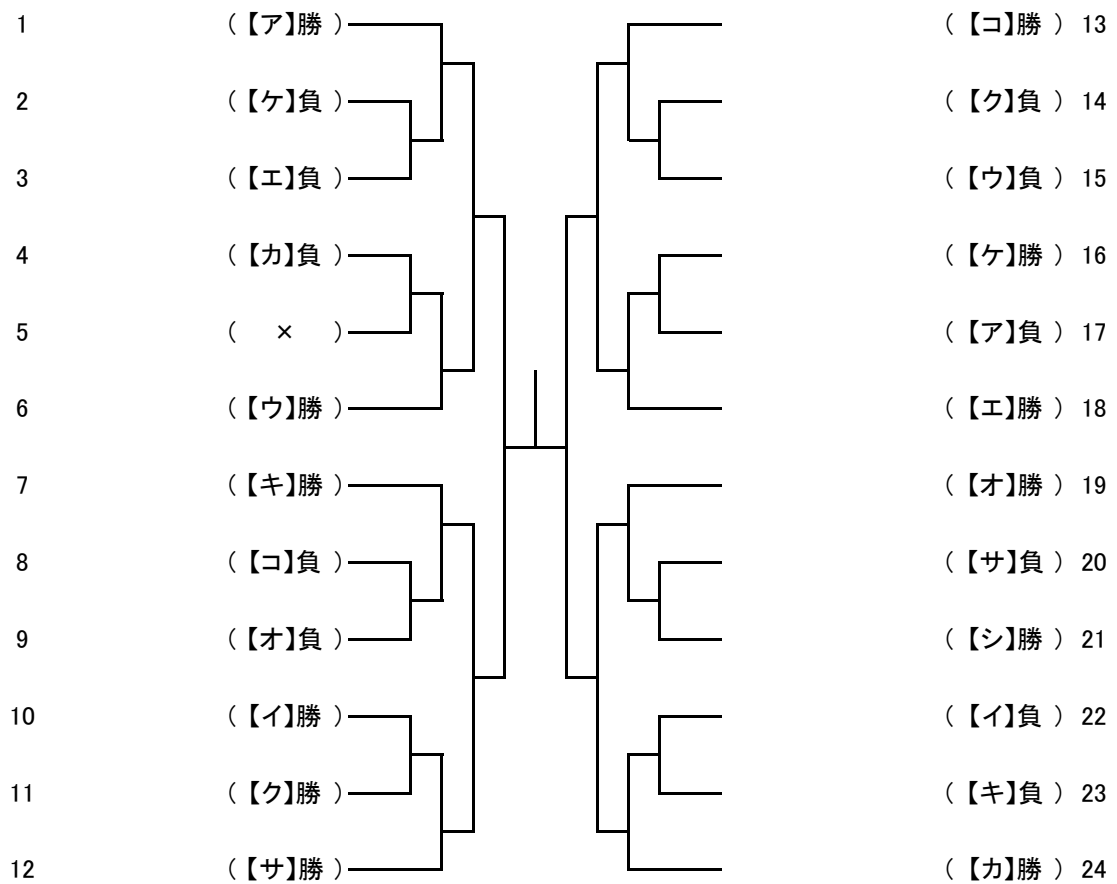 1 （【ア】勝 ） （ 【コ】勝 ） 13
2 （【ケ】負 ） （ 【ク】負 ） 14
3 （【エ】負 ） （ 【ウ】負 ） 15
4 （【カ】負 ） （ 【ケ】勝 ） 16
5 （ × ） （ 【ア】負 ） 17
6 （【ウ】勝 ） （ 【エ】勝 ） 18
7 （【キ】勝 ） （ 【オ】勝 ） 19
8 （【コ】負 ） （ 【サ】負 ） 20
9 （【オ】負 ） （ 【シ】勝 ） 21
10 （【イ】勝 ） （ 【イ】負 ） 22
11 （【ク】勝 ） （ 【キ】負 ） 23
12 （【サ】勝 ） （ 【カ】勝 ） 24